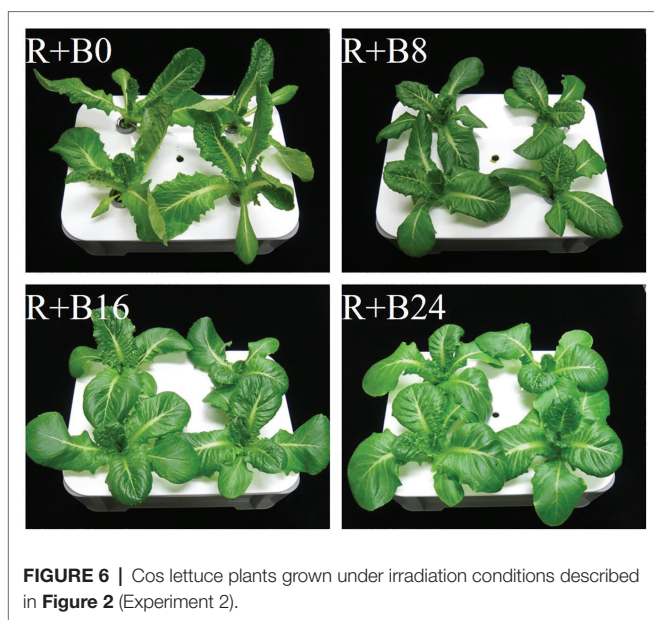 R+B0
R+B8
R+B16
R+B24
FIGURE 6 | Cos lettuce plants grown under irradiation conditions described
in Figure 2 (Experiment 2).